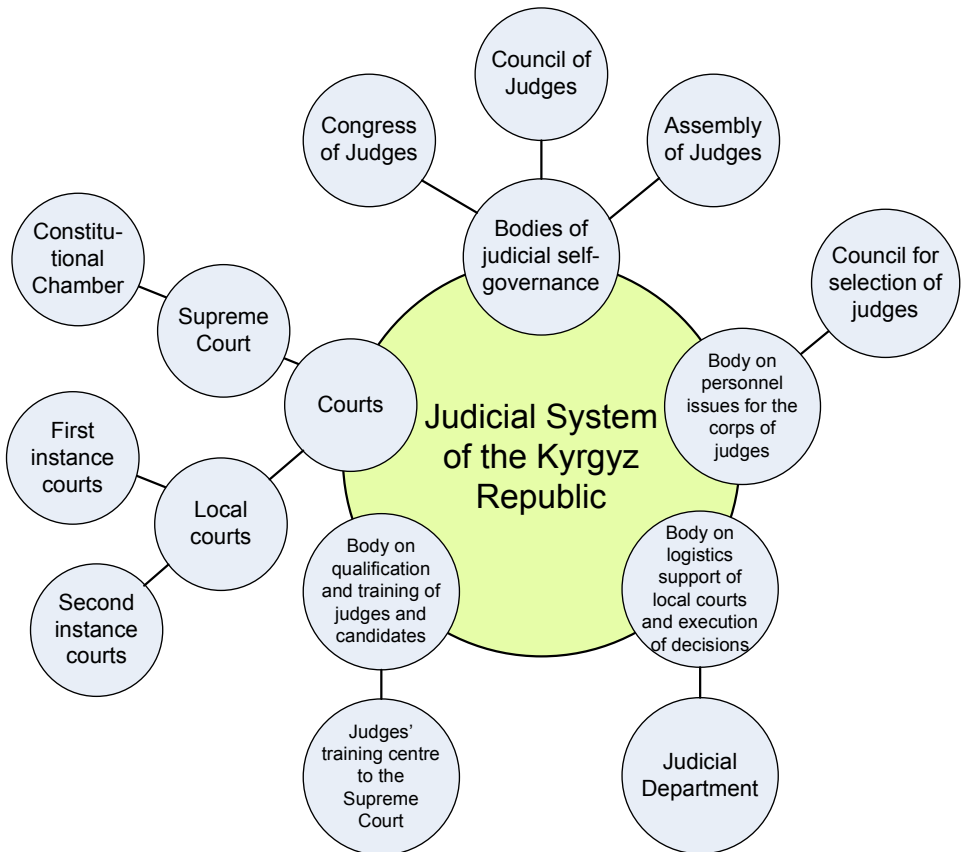 Council of
Judges
Congress
of Judges
Assembly
of Judges
Bodies of
judicial self-
governance
Constitu-
tional
Chamber
Council for
selection of
judges
Supreme
Court
Body on
personnel
issues for the
corps of
judges
Courts
Judicial System
of the Kyrgyz
Republic
First
instance
courts
Local
courts
Body on
qualification
and training of
judges and
candidates
Body on
logistics
support of
local courts
and execution
of decisions
Second
instance
courts
Judges'
training centre
to the
Supreme
Court
Judicial
Department